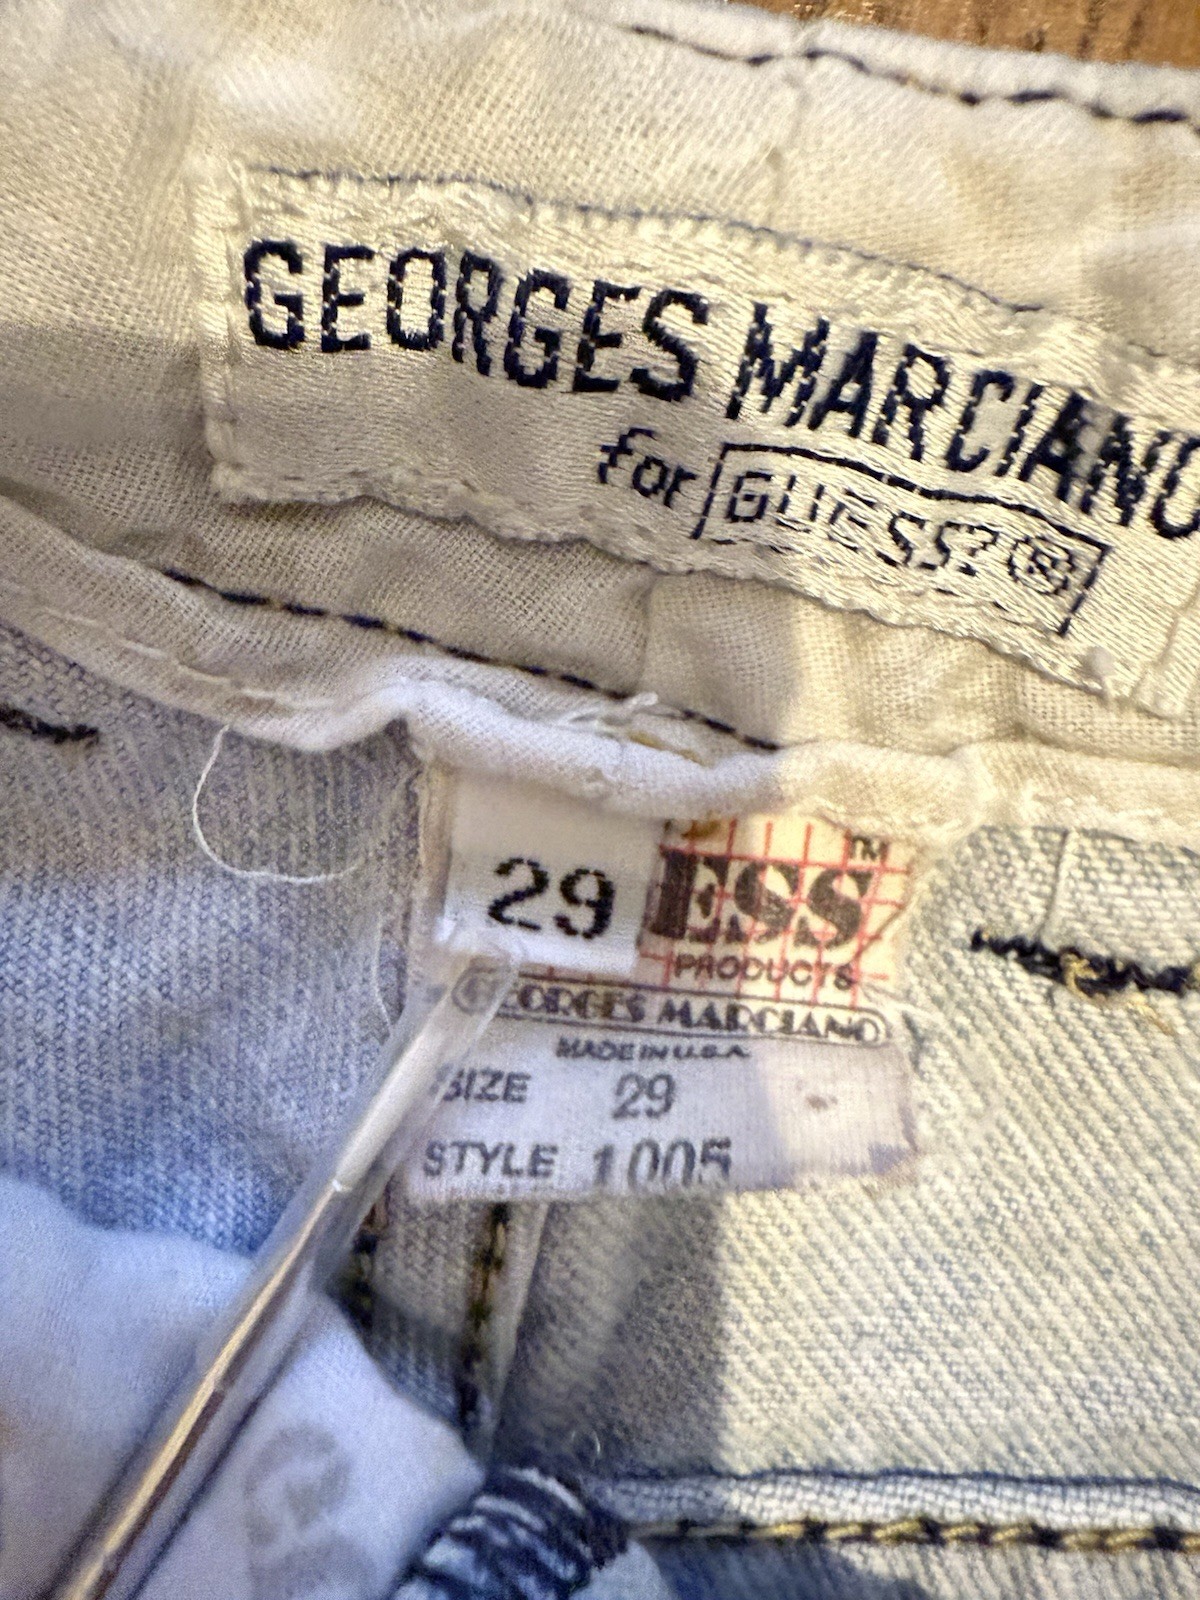 GEORGES MARCIANO
for GUESS? ®
29
ESS™
PRODUCTS
GEORGES MARCIANO
MADE IN U.S.A
SIZE 29
STYLE 1005